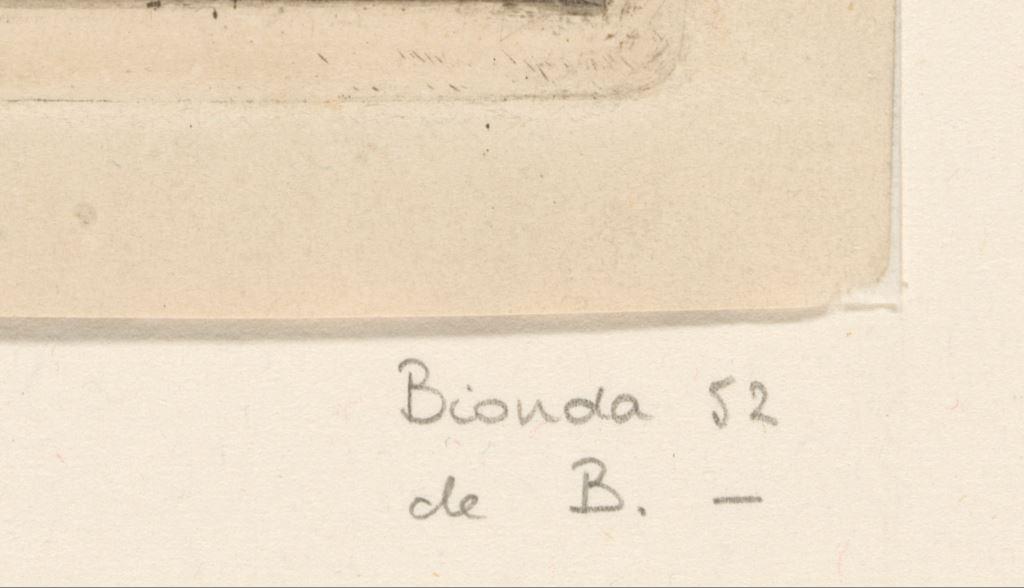 Bionda 52
de B. —